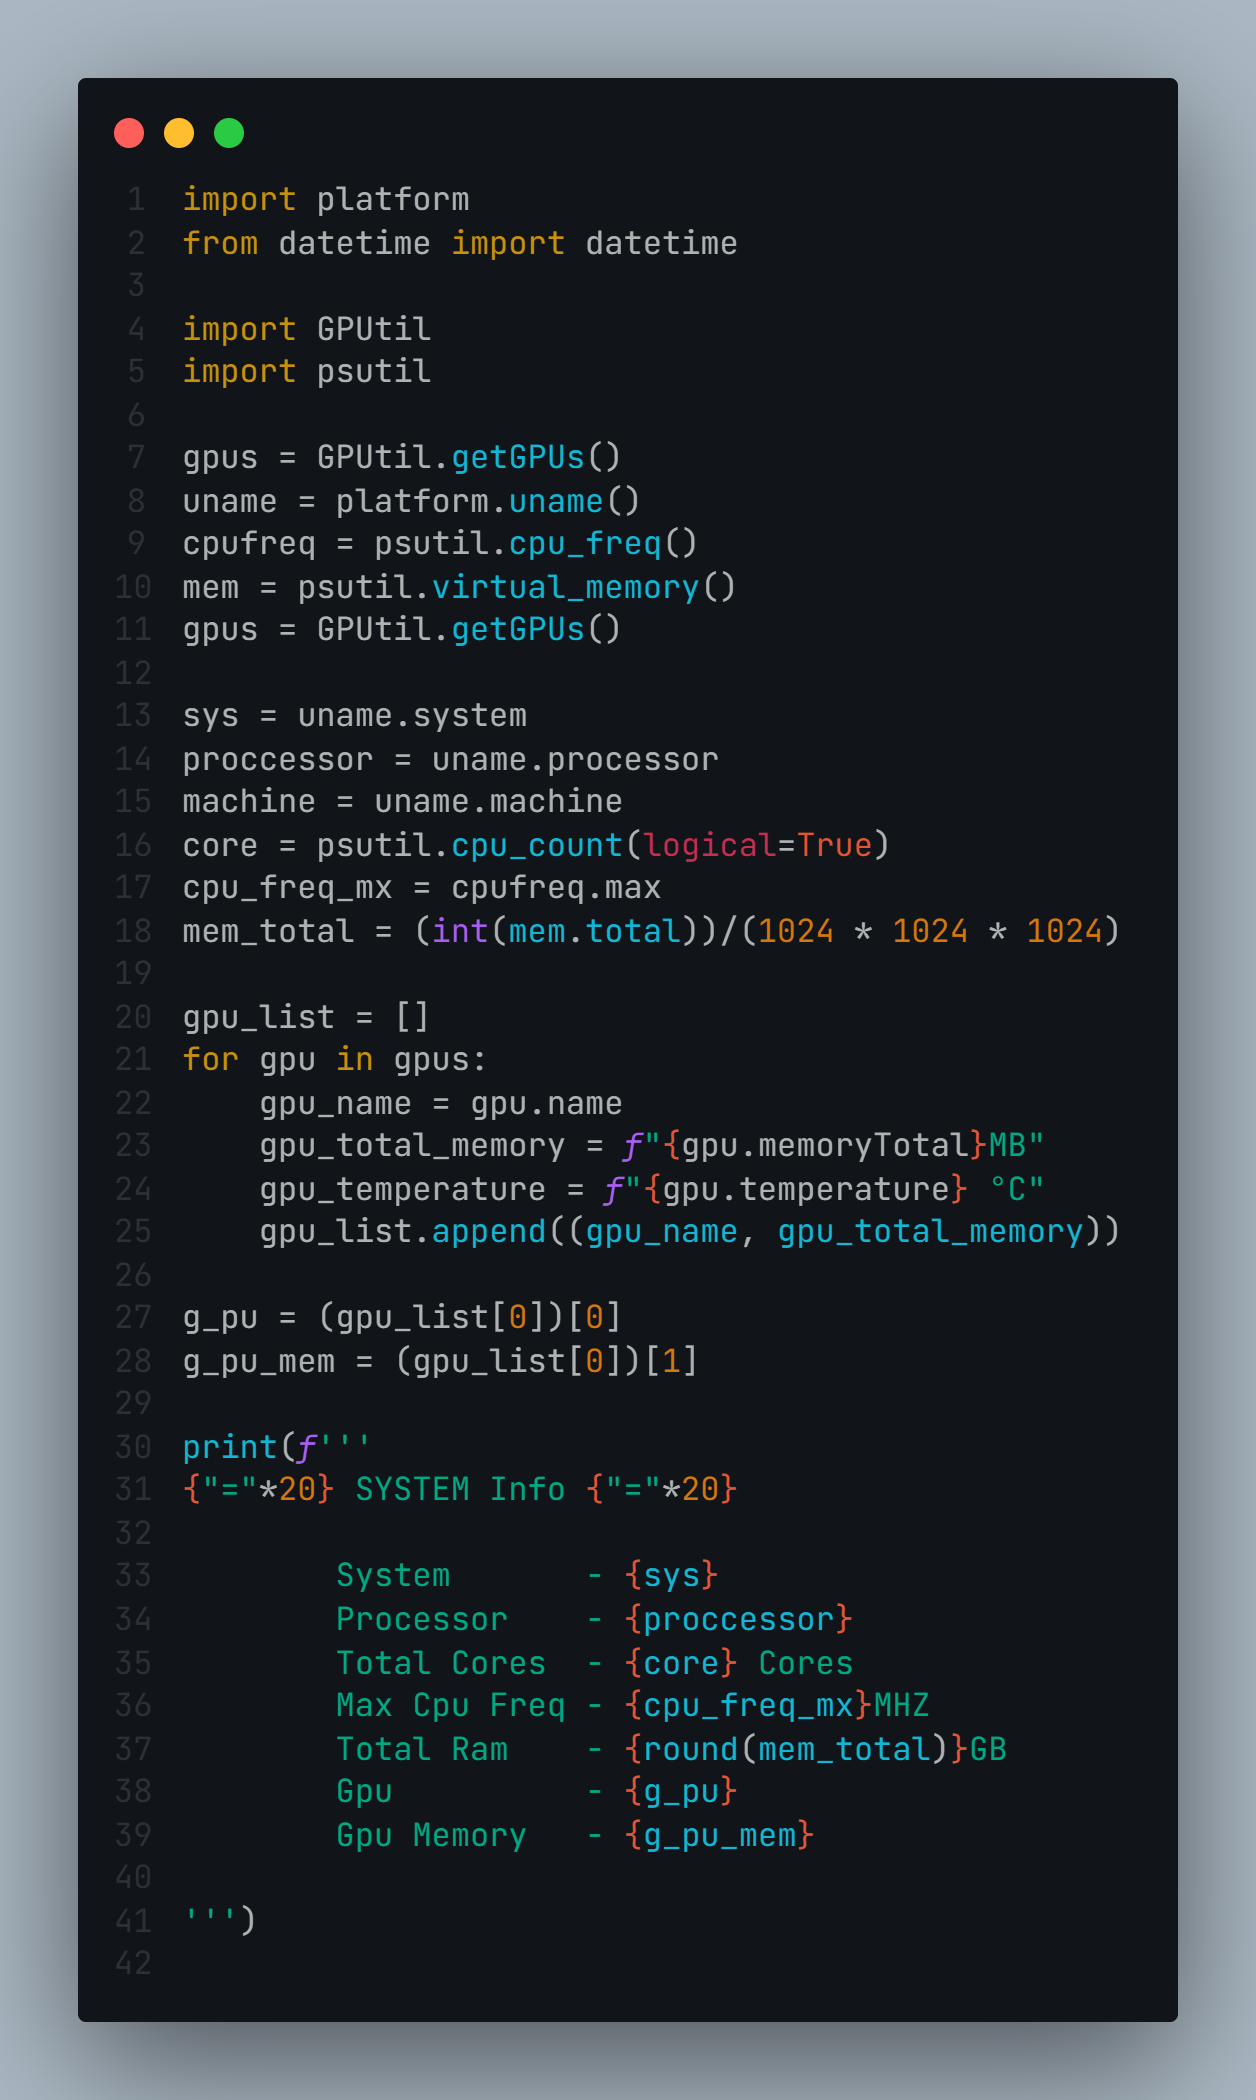 1 import platform
2 from datetime import datetime
3
4 import GPUtil
5 import psutil
6
7 gpus = GPUtil.getGPUs()
8 uname = platform.uname()
9 cpufreq = psutil.cpu_freq()
10 mem = psutil.virtual_memory()
11 gpus = GPUtil.getGPUs()
12
13 sys = uname.system
14 proccessor = uname.processor
15 machine = uname.machine
16 core = psutil.cpu_count(logical=True)
17 cpu_freq_mx = cpufreq.max
18 mem_total = (int(mem.total))/(1024 * 1024 * 1024)
19
20 gpu_list = []
21 for gpu in gpus:
22     gpu_name = gpu.name
23     gpu_total_memory = f"{gpu.memoryTotal}MB"
24     gpu_temperature = f"{gpu.temperature} °C"
25     gpu_list.append((gpu_name, gpu_total_memory))
26
27 g_pu = (gpu_list[0])[0]
28 g_pu_mem = (gpu_list[0])[1]
29
30 print(f'''
31 {"="*20} SYSTEM Info {"="*20}
32
33         System       - {sys}
34         Processor    - {proccessor}
35         Total Cores  - {core} Cores
36         Max Cpu Freq - {cpu_freq_mx}MHZ
37         Total Ram    - {round(mem_total)}GB
38         Gpu          - {g_pu}
39         Gpu Memory   - {g_pu_mem}
40
41 ''')
42